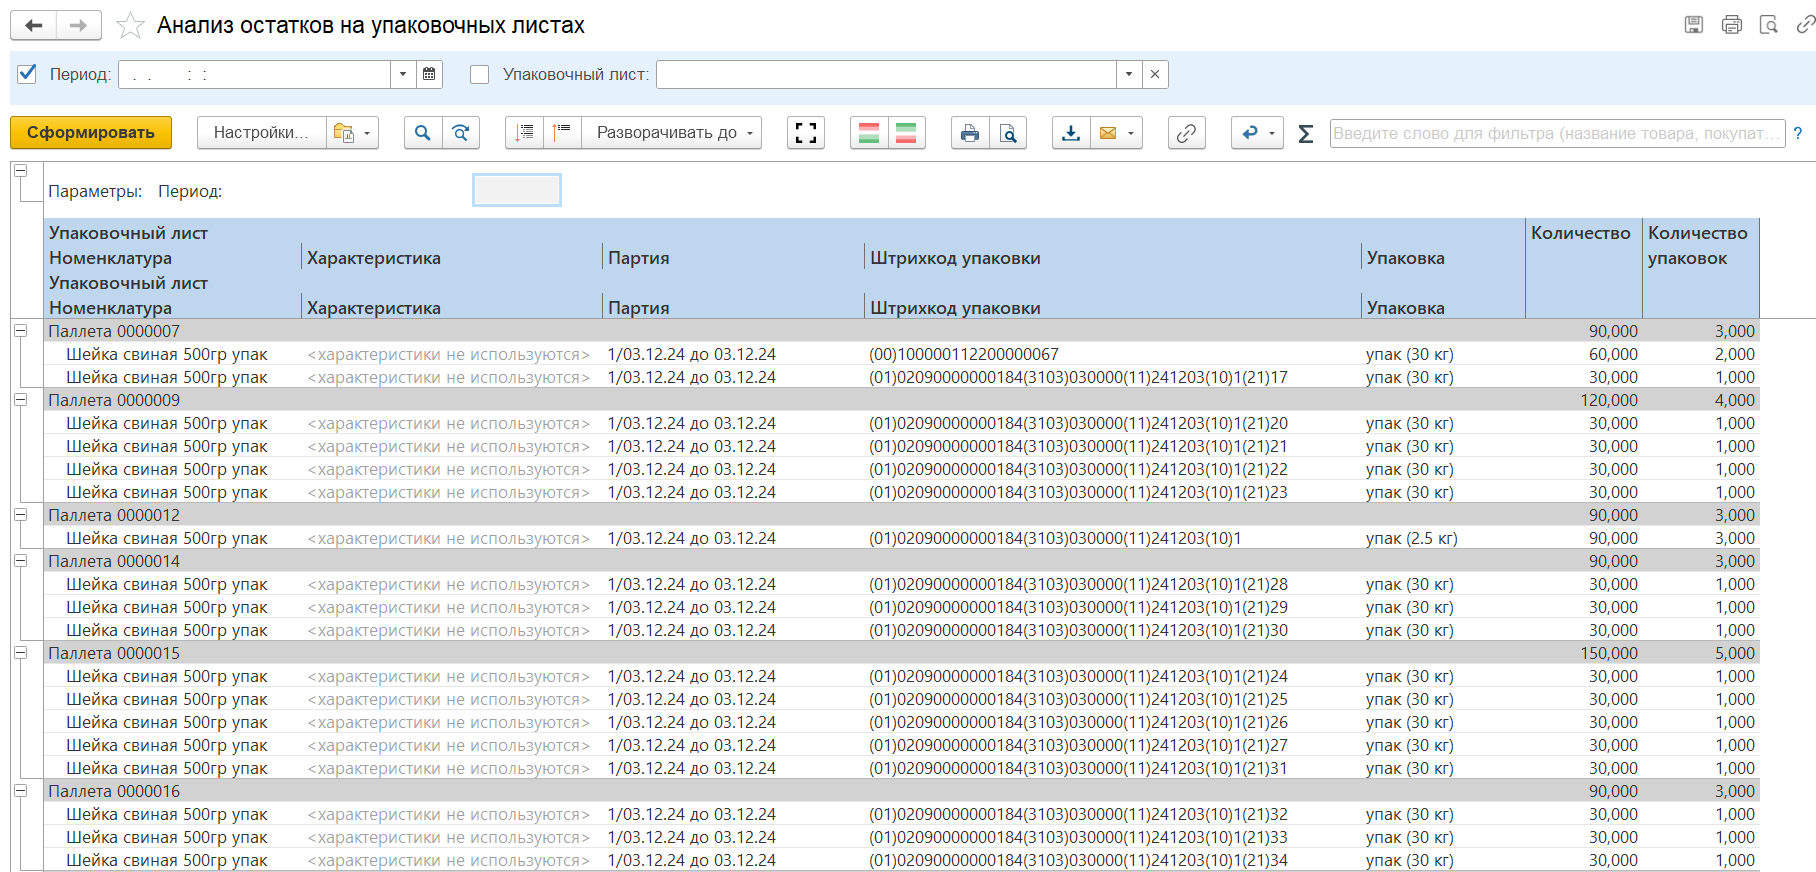 Анализ остатков на упаковочных листах
Период: . . : : Упаковочный лист:
Сформировать Настройки... Разворачивать до Σ Введите слово для фильтра (название товара, покупат... ?
Параметры: Период:
Упаковочный лист Количество Количество
Номенклатура Характеристика Партия Штрихкод упаковки Упаковка упаковок
Упаковочный лист
Номенклатура Характеристика Партия Штрихкод упаковки Упаковка
Паллета 0000007 90,000 3,000
Шейка свиная 500гр упак <характеристики не используются> 1/03.12.24 до 03.12.24 (00)100000112200000067 упак (30 кг) 60,000 2,000
Шейка свиная 500гр упак <характеристики не используются> 1/03.12.24 до 03.12.24 (01)02090000000184(3103)030000(11)241203(10)1(21)17 упак (30 кг) 30,000 1,000
Паллета 0000009 120,000 4,000
Шейка свиная 500гр упак <характеристики не используются> 1/03.12.24 до 03.12.24 (01)02090000000184(3103)030000(11)241203(10)1(21)20 упак (30 кг) 30,000 1,000
Шейка свиная 500гр упак <характеристики не используются> 1/03.12.24 до 03.12.24 (01)02090000000184(3103)030000(11)241203(10)1(21)21 упак (30 кг) 30,000 1,000
Шейка свиная 500гр упак <характеристики не используются> 1/03.12.24 до 03.12.24 (01)02090000000184(3103)030000(11)241203(10)1(21)22 упак (30 кг) 30,000 1,000
Шейка свиная 500гр упак <характеристики не используются> 1/03.12.24 до 03.12.24 (01)02090000000184(3103)030000(11)241203(10)1(21)23 упак (30 кг) 30,000 1,000
Паллета 0000012 90,000 3,000
Шейка свиная 500гр упак <характеристики не используются> 1/03.12.24 до 03.12.24 (01)02090000000184(3103)030000(11)241203(10)1 упак (2.5 кг) 90,000 3,000
Паллета 0000014 90,000 3,000
Шейка свиная 500гр упак <характеристики не используются> 1/03.12.24 до 03.12.24 (01)02090000000184(3103)030000(11)241203(10)1(21)28 упак (30 кг) 30,000 1,000
Шейка свиная 500гр упак <характеристики не используются> 1/03.12.24 до 03.12.24 (01)02090000000184(3103)030000(11)241203(10)1(21)29 упак (30 кг) 30,000 1,000
Шейка свиная 500гр упак <характеристики не используются> 1/03.12.24 до 03.12.24 (01)02090000000184(3103)030000(11)241203(10)1(21)30 упак (30 кг) 30,000 1,000
Паллета 0000015 150,000 5,000
Шейка свиная 500гр упак <характеристики не используются> 1/03.12.24 до 03.12.24 (01)02090000000184(3103)030000(11)241203(10)1(21)24 упак (30 кг) 30,000 1,000
Шейка свиная 500гр упак <характеристики не используются> 1/03.12.24 до 03.12.24 (01)02090000000184(3103)030000(11)241203(10)1(21)25 упак (30 кг) 30,000 1,000
Шейка свиная 500гр упак <характеристики не используются> 1/03.12.24 до 03.12.24 (01)02090000000184(3103)030000(11)241203(10)1(21)26 упак (30 кг) 30,000 1,000
Шейка свиная 500гр упак <характеристики не используются> 1/03.12.24 до 03.12.24 (01)02090000000184(3103)030000(11)241203(10)1(21)27 упак (30 кг) 30,000 1,000
Шейка свиная 500гр упак <характеристики не используются> 1/03.12.24 до 03.12.24 (01)02090000000184(3103)030000(11)241203(10)1(21)31 упак (30 кг) 30,000 1,000
Паллета 0000016 90,000 3,000
Шейка свиная 500гр упак <характеристики не используются> 1/03.12.24 до 03.12.24 (01)02090000000184(3103)030000(11)241203(10)1(21)32 упак (30 кг) 30,000 1,000
Шейка свиная 500гр упак <характеристики не используются> 1/03.12.24 до 03.12.24 (01)02090000000184(3103)030000(11)241203(10)1(21)33 упак (30 кг) 30,000 1,000
Шейка свиная 500гр упак <характеристики не используются> 1/03.12.24 до 03.12.24 (01)02090000000184(3103)030000(11)241203(10)1(21)34 упак (30 кг) 30,000 1,000